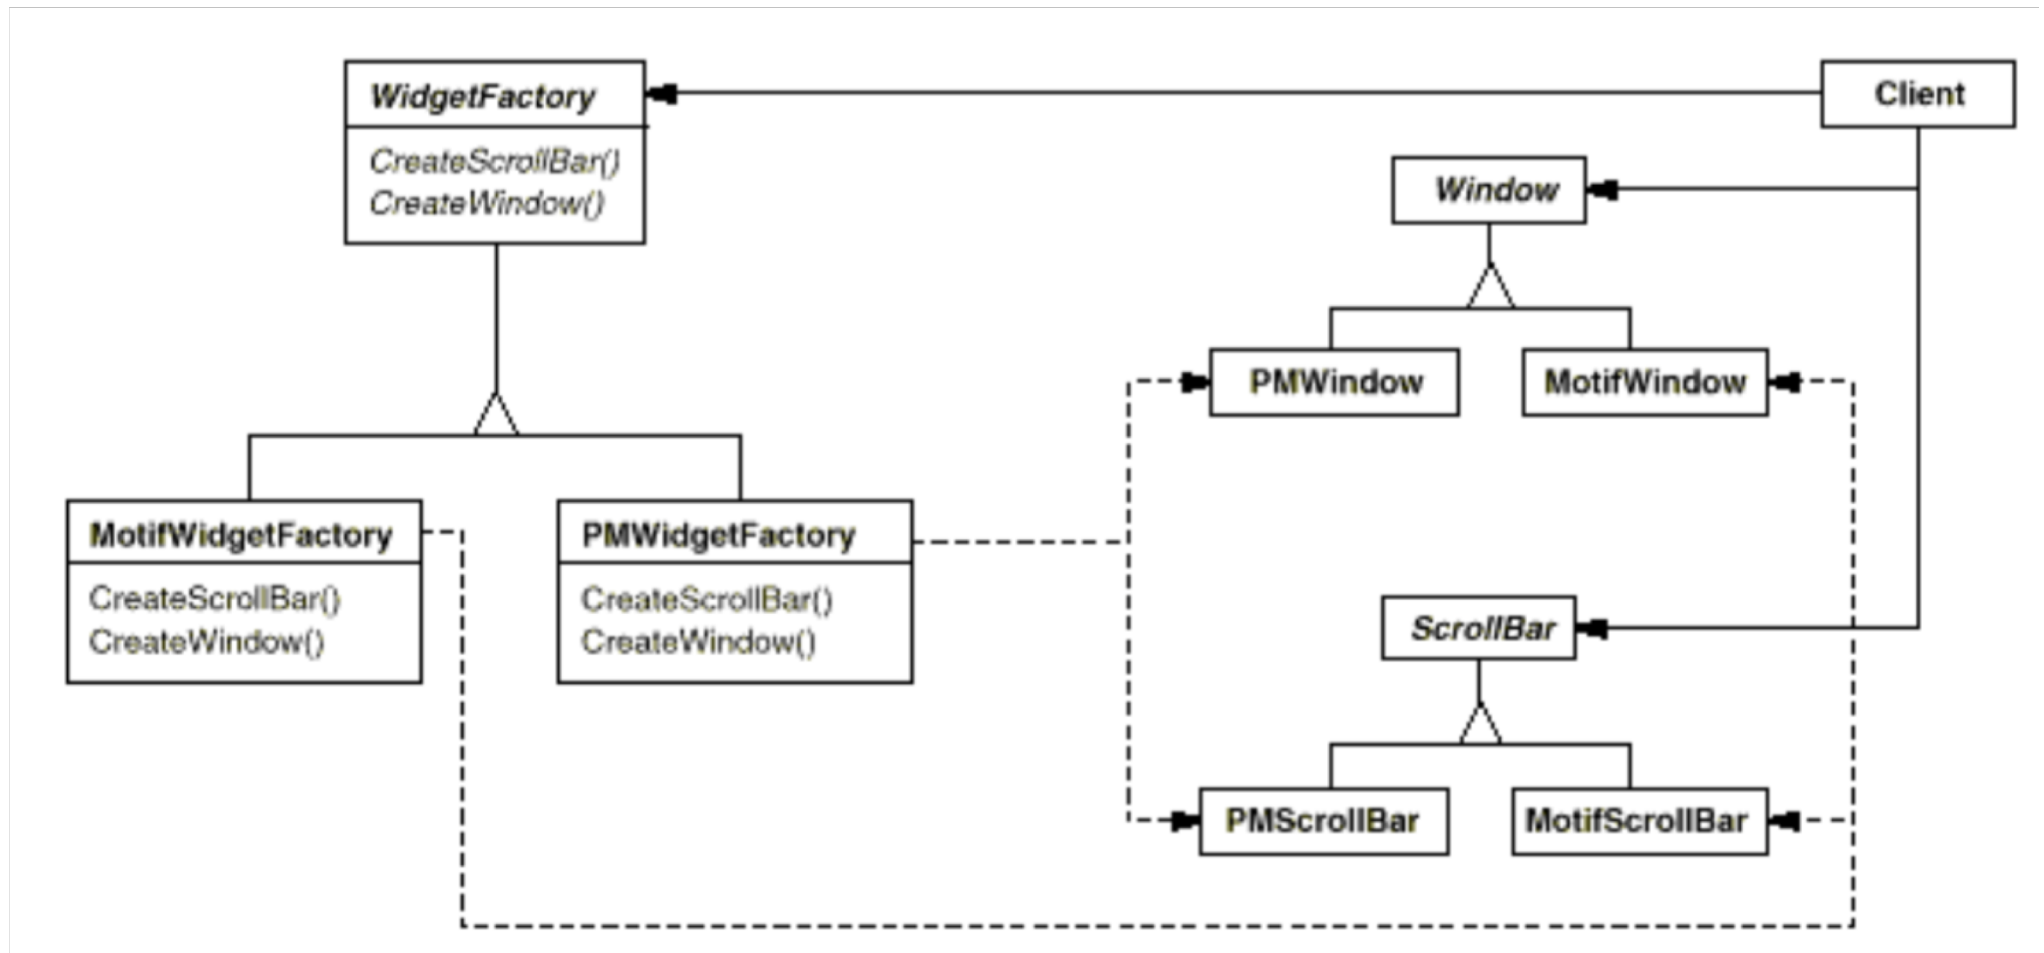 WidgetFactory
CreateScrollBar()
CreateWindow()
Client
Window
PMWindow
MotifWindow
MotifWidgetFactory
CreateScrollBar()
CreateWindow()
PMWidgetFactory
CreateScrollBar()
CreateWindow()
ScrollBar
PMScrollBar
MotifScrollBar